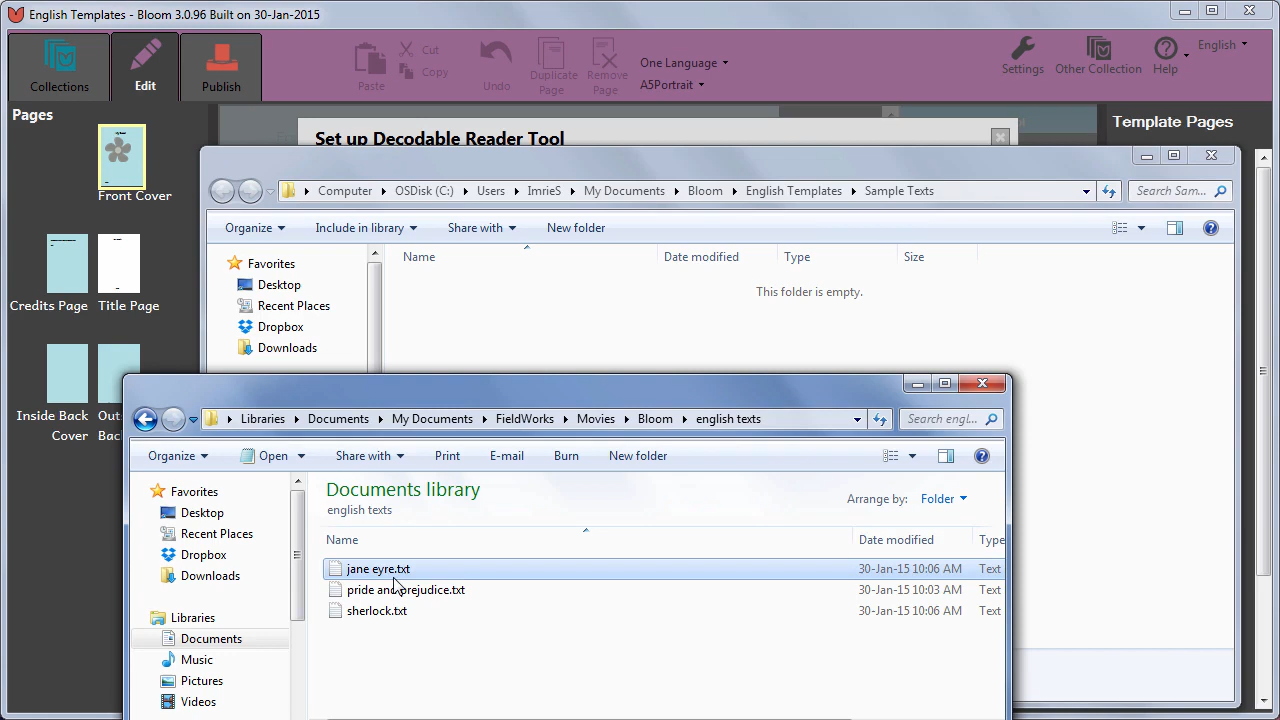 English Templates - Bloom 3.0.96 Built on 30-Jan-2015
Collections
Edit
Publish
Paste
Cut
Copy
Undo
Duplicate Page
Remove Page
One Language
A5Portrait
Settings
Other Collection
Help
English
Pages
Front Cover
Credits Page
Title Page
Inside Back Cover
Out
Bac
Template Pages
Set up Decodable Reader Tool
Computer
OSDisk (C:)
Users
ImrieS
My Documents
Bloom
English Templates
Sample Texts
Search Sam...
Organize
Include in library
Share with
New folder
Favorites
Desktop
Recent Places
Dropbox
Downloads
Name
Date modified
Type
Size
This folder is empty.
Libraries
Documents
My Documents
FieldWorks
Movies
Bloom
english texts
Search engl...
Organize
Open
Share with
Print
E-mail
Burn
New folder
Favorites
Desktop
Recent Places
Dropbox
Downloads
Libraries
Documents
Music
Pictures
Videos
Documents library
english texts
Arrange by: Folder
Name
Date modified
Type
jane eyre.txt 30-Jan-15 10:06 AM Text
pride and prejudice.txt 30-Jan-15 10:03 AM Text
sherlock.txt 30-Jan-15 10:06 AM Text